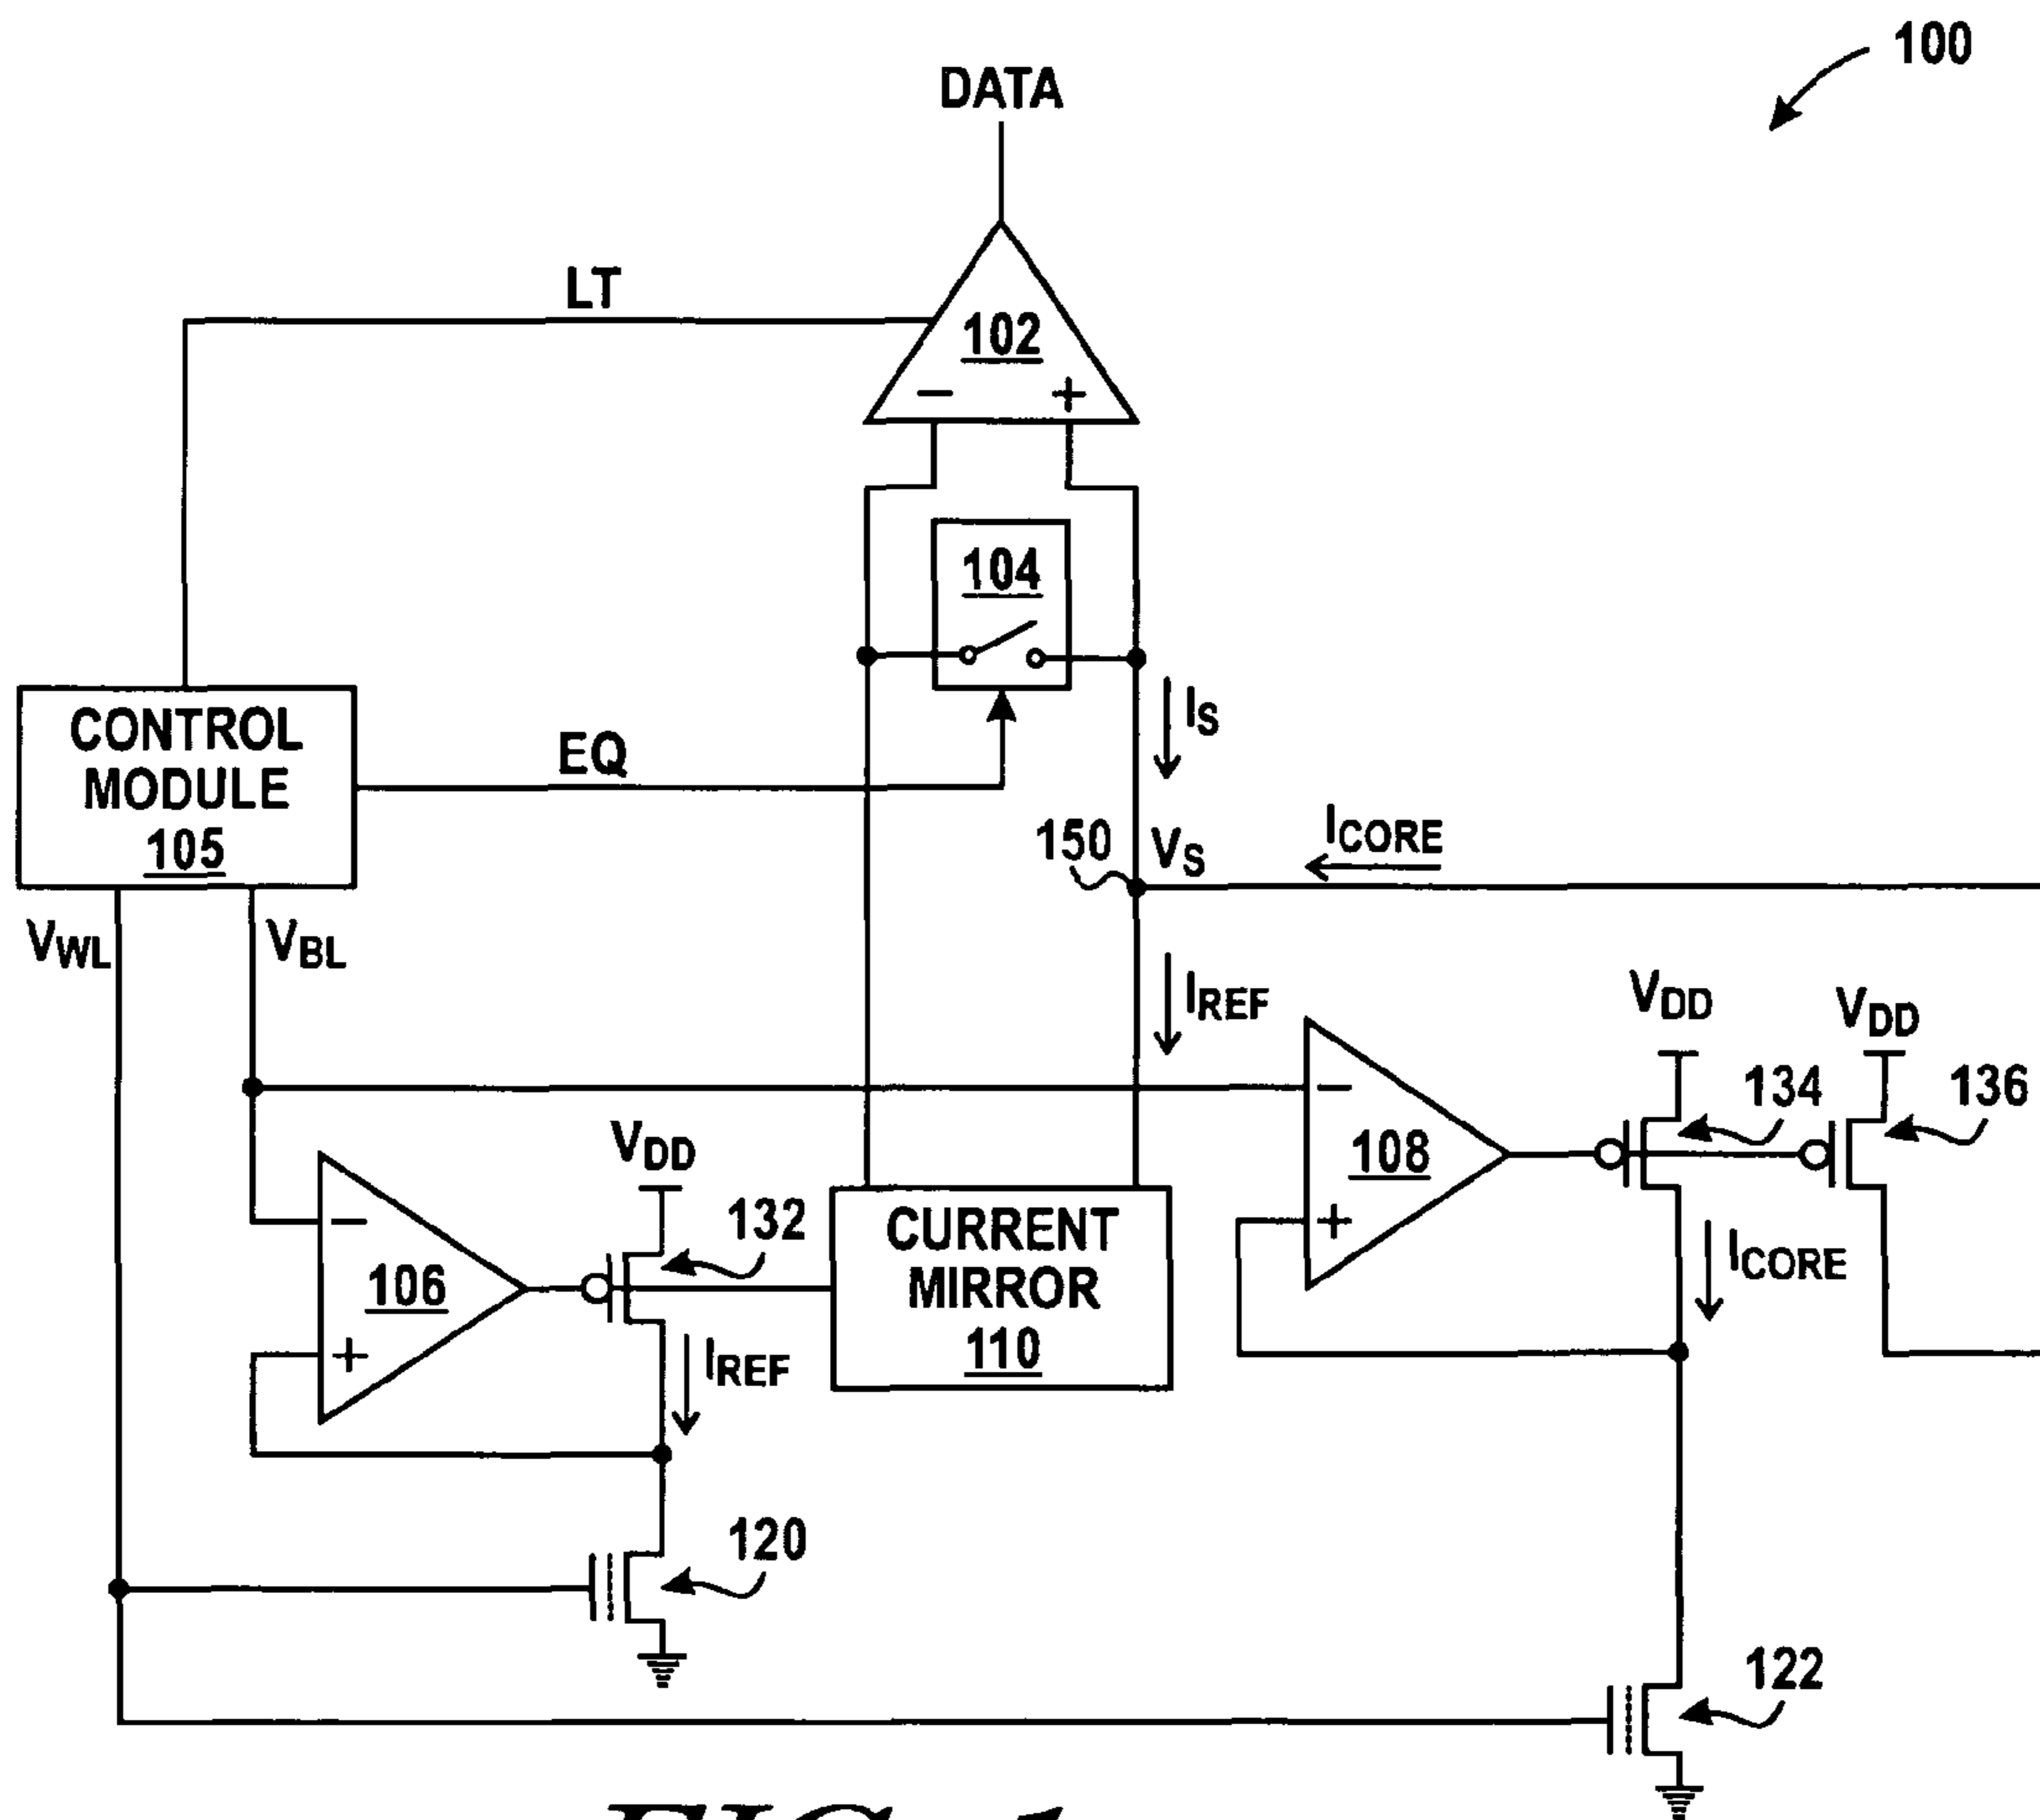 100
DATA
LT
102
− +
104
IS
CONTROL
MODULE
105
EQ
150
VS
ICORE
VWL
VBL
IREF
VDD
VDD
134
136
−
108
+
ICORE
VDD
132
−
106
+
IREF
CURRENT
MIRROR
110
120
122